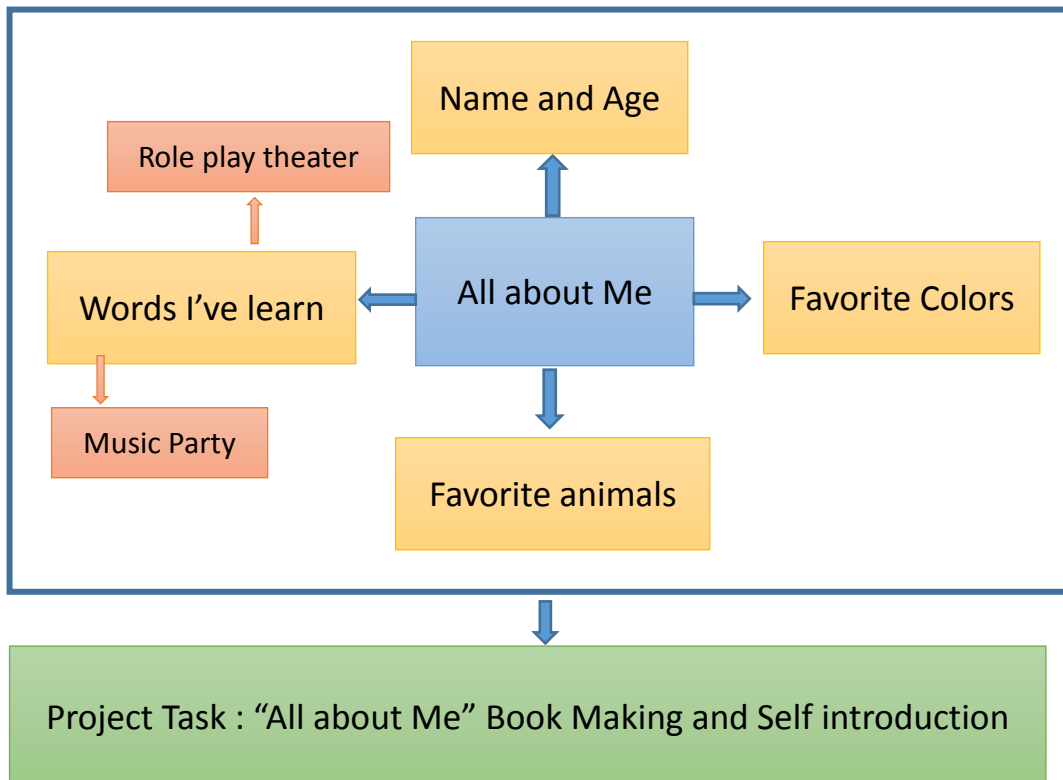 Name and Age
Role play theater
All about Me
Words I’ve learn
Favorite Colors
Music Party
Favorite animals
Project Task : “All about Me” Book Making and Self introduction